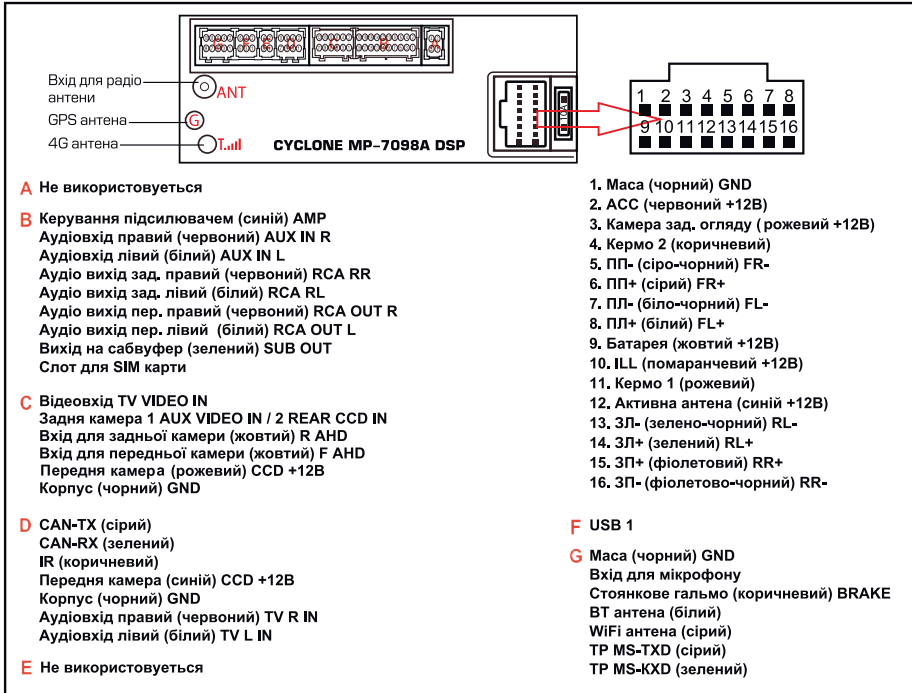 G F E D C B A
Вхід для радіо
антени
ANT
GPS антена
G
4G антена
T
CYCLONE MP-7098A DSP
10A
1 2 3 4 5 6 7 8
9 10 11 12 13 14 15 16
A Не використовуеться
B Керування підсилювачем (синій) AMP
Аудіовхід правий (червоний) AUX IN R
Аудіовхід лівий (білий) AUX IN L
Аудіо вихід зад. правий (червоний) RCA RR
Аудіо вихід зад. лівий (білий) RCA RL
Аудіо вихід пер. правий (червоний) RCA OUT R
Аудіо вихід пер. лівий (білий) RCA OUT L
Вихід на сабвуфер (зелений) SUB OUT
Слот для SIM карти
C Відеовхід TV VIDEO IN
Задня камера 1 AUX VIDEO IN / 2 REAR CCD IN
Вхід для задньої камери (жовтий) R AHD
Вхід для передньої камери (жовтий) F AHD
Передня камера (рожевий) CCD +12В
Корпус (чорний) GND
D CAN-TX (сірий)
CAN-RX (зелений)
IR (коричневий)
Передня камера (синій) CCD +12В
Корпус (чорний) GND
Аудіовхід правий (червоний) TV R IN
Аудіовхід лівий (білий) TV L IN
E Не використовуеться
1. Маса (чорний) GND
2. ACC (червоний +12В)
3. Камера зад. огляду ( рожевий +12В)
4. Кермо 2 (коричневий)
5. ПП- (сіро-чорний) FR-
6. ПП+ (сірий) FR+
7. ПЛ- (біло-чорний) FL-
8. ПЛ+ (білий) FL+
9. Батарея (жовтий +12В)
10. ILL (помаранчевий +12В)
11. Кермо 1 (рожевий)
12. Активна антена (синій +12В)
13. ЗЛ- (зелено-чорний) RL-
14. ЗЛ+ (зелений) RL+
15. ЗП+ (фіолетовий) RR+
16. ЗП- (фіолетово-чорний) RR-
F USB 1
G Маса (чорний) GND
Вхід для мікрофону
Стоянкове гальмо (коричневий) BRAKE
BT антена (білий)
WiFi антена (сірий)
TP MS-TXD (сірий)
TP MS-КXD (зелений)